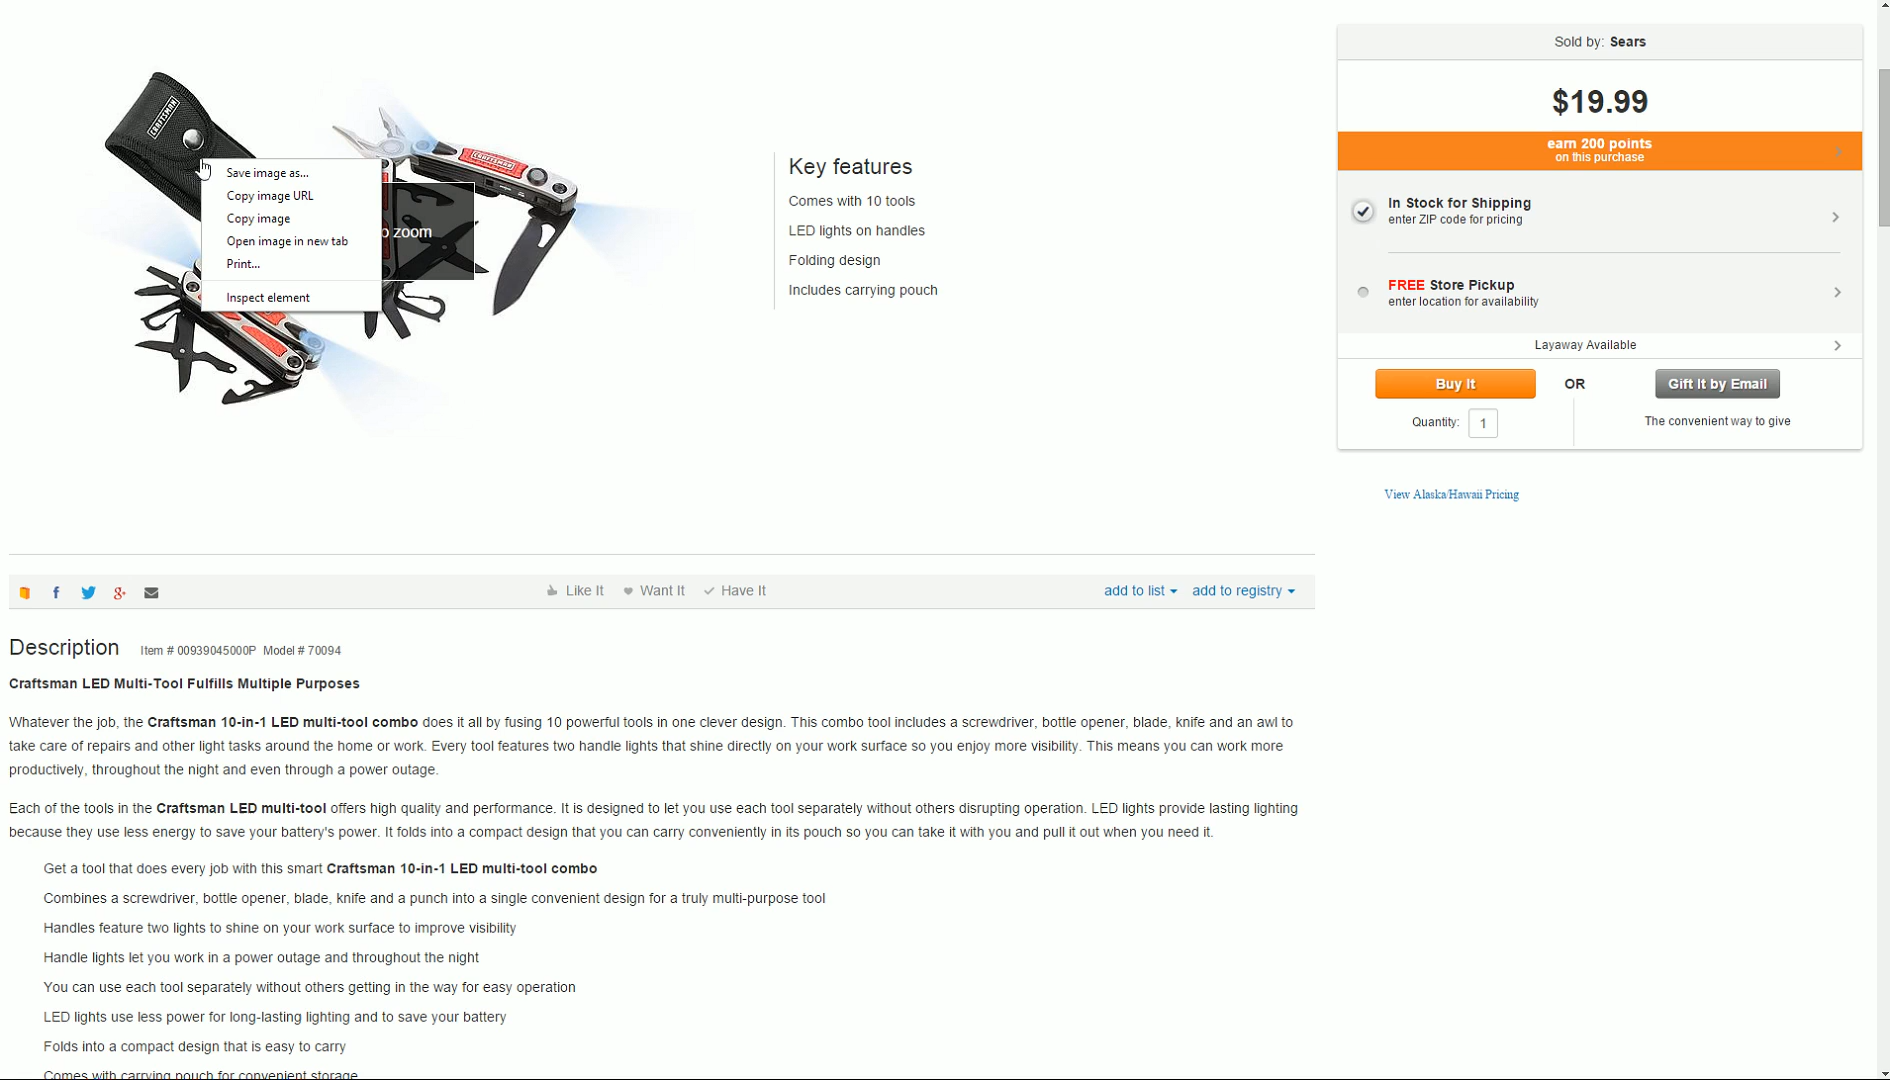 CRAFTSMAN
CRAFTSMAN
Save image as...
Copy image URL
Copy image
Open image in new tab
Print...
Inspect element
zoom
Key features
Comes with 10 tools
LED lights on handles
Folding design
Includes carrying pouch
Sold by: Sears
$19.99
earn 200 points
on this purchase
In Stock for Shipping
enter ZIP code for pricing
FREE Store Pickup
enter location for availability
Layaway Available
Buy It OR Gift It by Email
Quantity: 1 The convenient way to give
View Alaska/Hawaii Pricing
Like It Want It Have It add to list add to registry
Description Item # 00939045000P Model # 70094
Craftsman LED Multi-Tool Fulfills Multiple Purposes
Whatever the job, the Craftsman 10-in-1 LED multi-tool combo does it all by fusing 10 powerful tools in one clever design. This combo tool includes a screwdriver, bottle opener, blade, knife and an awl to
take care of repairs and other light tasks around the home or work. Every tool features two handle lights that shine directly on your work surface so you enjoy more visibility. This means you can work more
productively, throughout the night and even through a power outage.
Each of the tools in the Craftsman LED multi-tool offers high quality and performance. It is designed to let you use each tool separately without others disrupting operation. LED lights provide lasting lighting
because they use less energy to save your battery's power. It folds into a compact design that you can carry conveniently in its pouch so you can take it with you and pull it out when you need it.
Get a tool that does every job with this smart Craftsman 10-in-1 LED multi-tool combo
Combines a screwdriver, bottle opener, blade, knife and a punch into a single convenient design for a truly multi-purpose tool
Handles feature two lights to shine on your work surface to improve visibility
Handle lights let you work in a power outage and throughout the night
You can use each tool separately without others getting in the way for easy operation
LED lights use less power for long-lasting lighting and to save your battery
Folds into a compact design that is easy to carry
Comes with carrying pouch for convenient storage